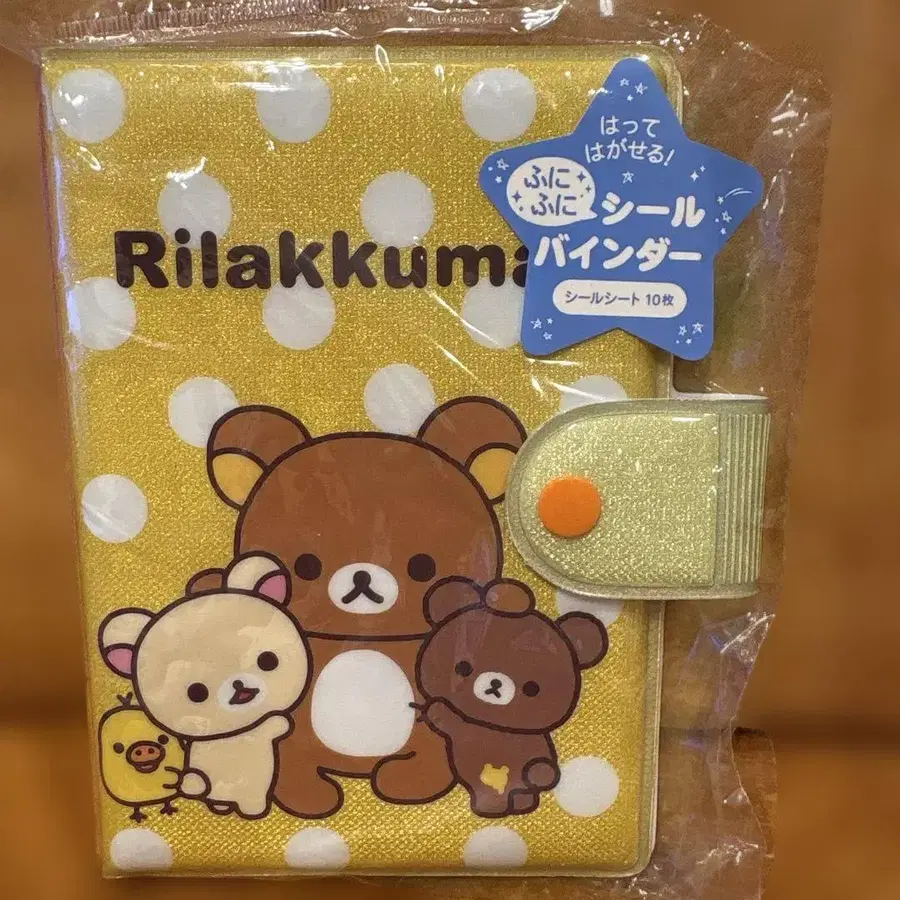 Rilakkuma
はって
はがせる!
ふに
ふに
シール
バインダー
シールシート 10枚